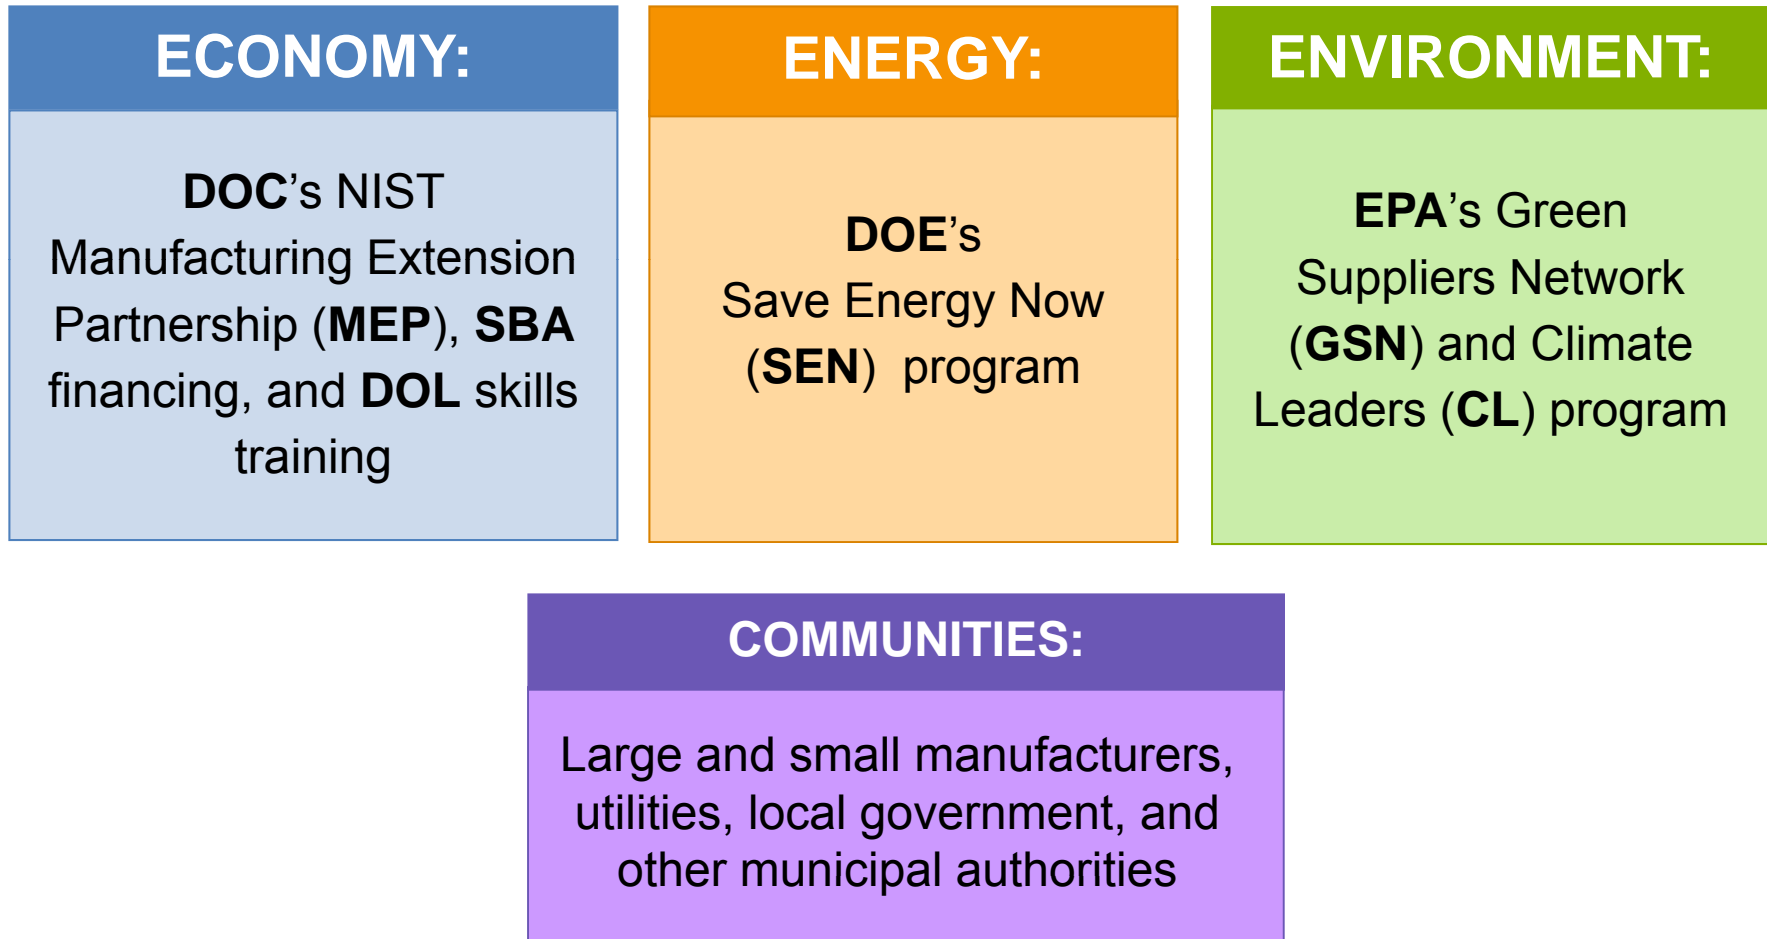 ECONOMY:
DOC's NIST
Manufacturing Extension
Partnership (MEP), SBA
financing, and DOL skills
training
ENERGY:
DOE's
Save Energy Now
(SEN)  program
ENVIRONMENT:
EPA's Green
Suppliers Network
(GSN) and Climate
Leaders (CL) program
COMMUNITIES:
Large and small manufacturers,
utilities, local government, and
other municipal authorities